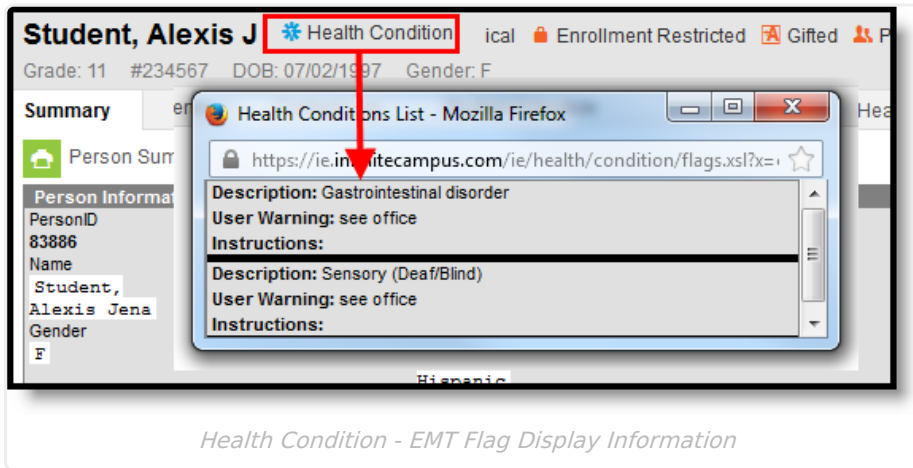 Student, Alexis J Health Condition ical Enrollment Restricted Gifted P
Grade: 11 #234567 DOB: 07/02/1997 Gender: F
Summary er Hea
Health Conditions List - Mozilla Firefox
Person Sum
https://ie.infinitecampus.com/ie/health/condition/flags.xsl?x=
Person Informat
Description: Gastrointestinal disorder
PersonID
User Warning: see office
83886
Instructions:
Name
Description: Sensory (Deaf/Blind)
Student,
User Warning: see office
Alexis Jena
Instructions:
Gender
F
Hispanic
Health Condition - EMT Flag Display Information